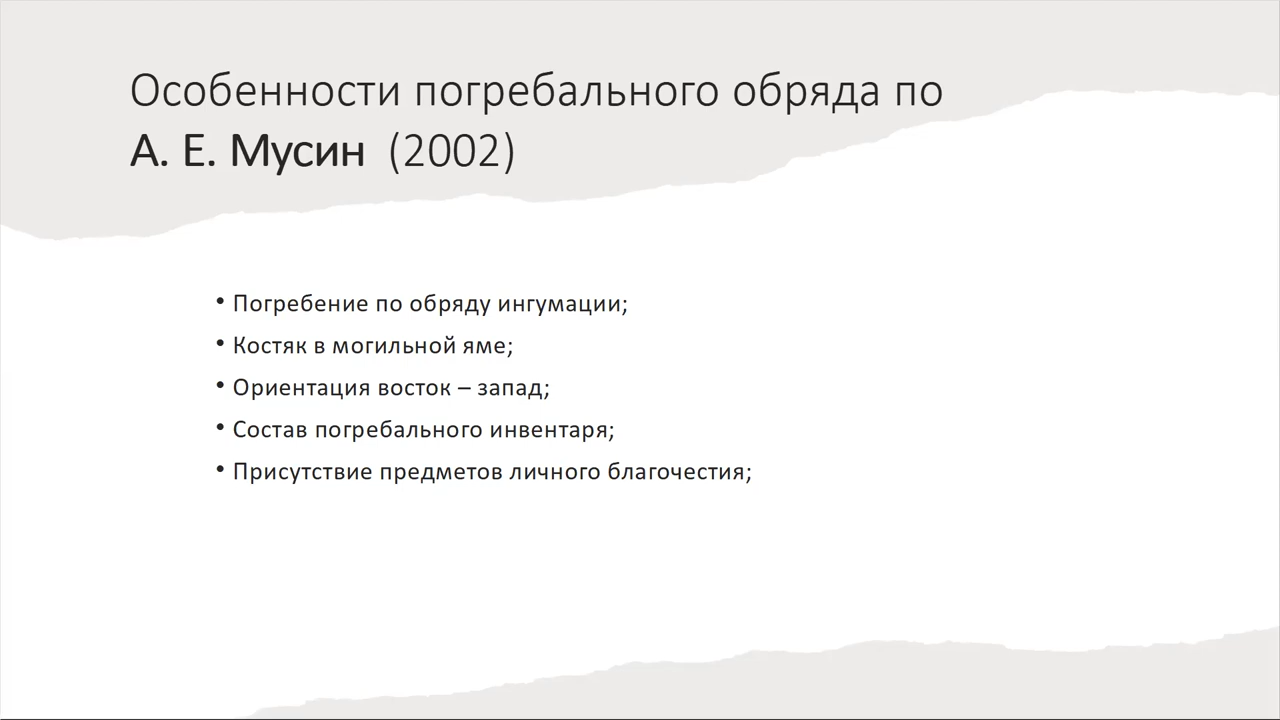 Особенности погребального обряда по
А. Е. Мусин (2002)
• Погребение по обряду ингумации;
• Костяк в могильной яме;
• Ориентация восток – запад;
• Состав погребального инвентаря;
• Присутствие предметов личного благочестия;